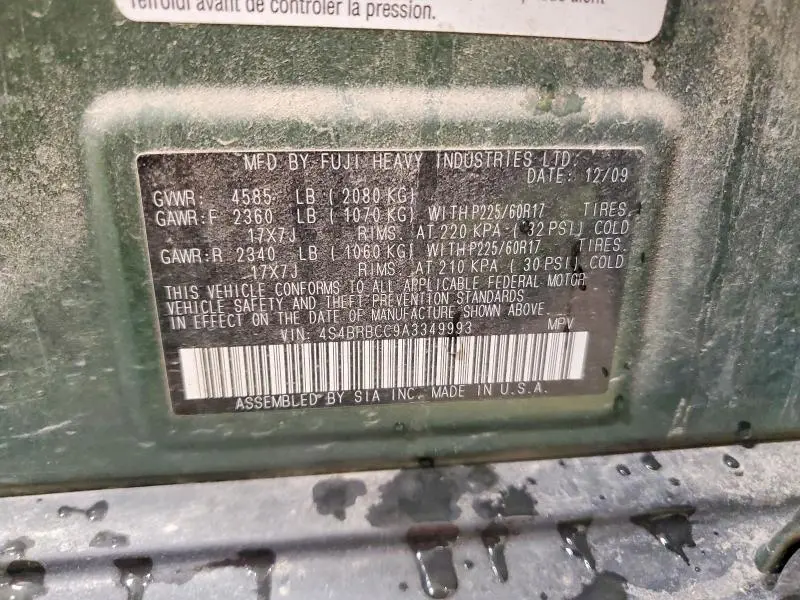 refroidi avant de contrôler la pression.
MFD BY FUJI HEAVY INDUSTRIES LTD.
DATE: 12/09
GVWR: 4585 LB ( 2080 KG)
GAWR:F 2360 LB ( 1070 KG) WITH P225/60R17 TIRES.
17X7J RIMS. AT 220 KPA ( 32 PSI) COLD
GAWR:R 2340 LB ( 1060 KG) WITH P225/60R17 TIRES.
17X7J RIMS. AT 210 KPA ( 30 PSI) COLD
THIS VEHICLE CONFORMS TO ALL APPLICABLE FEDERAL MOTOR
VEHICLE SAFETY AND THEFT PREVENTION STANDARDS
IN EFFECT ON THE DATE OF MANUFACTURE SHOWN ABOVE.
VIN: 4S4BRBCC9A3349993 MPV
ASSEMBLED BY SIA INC. MADE IN U.S.A.